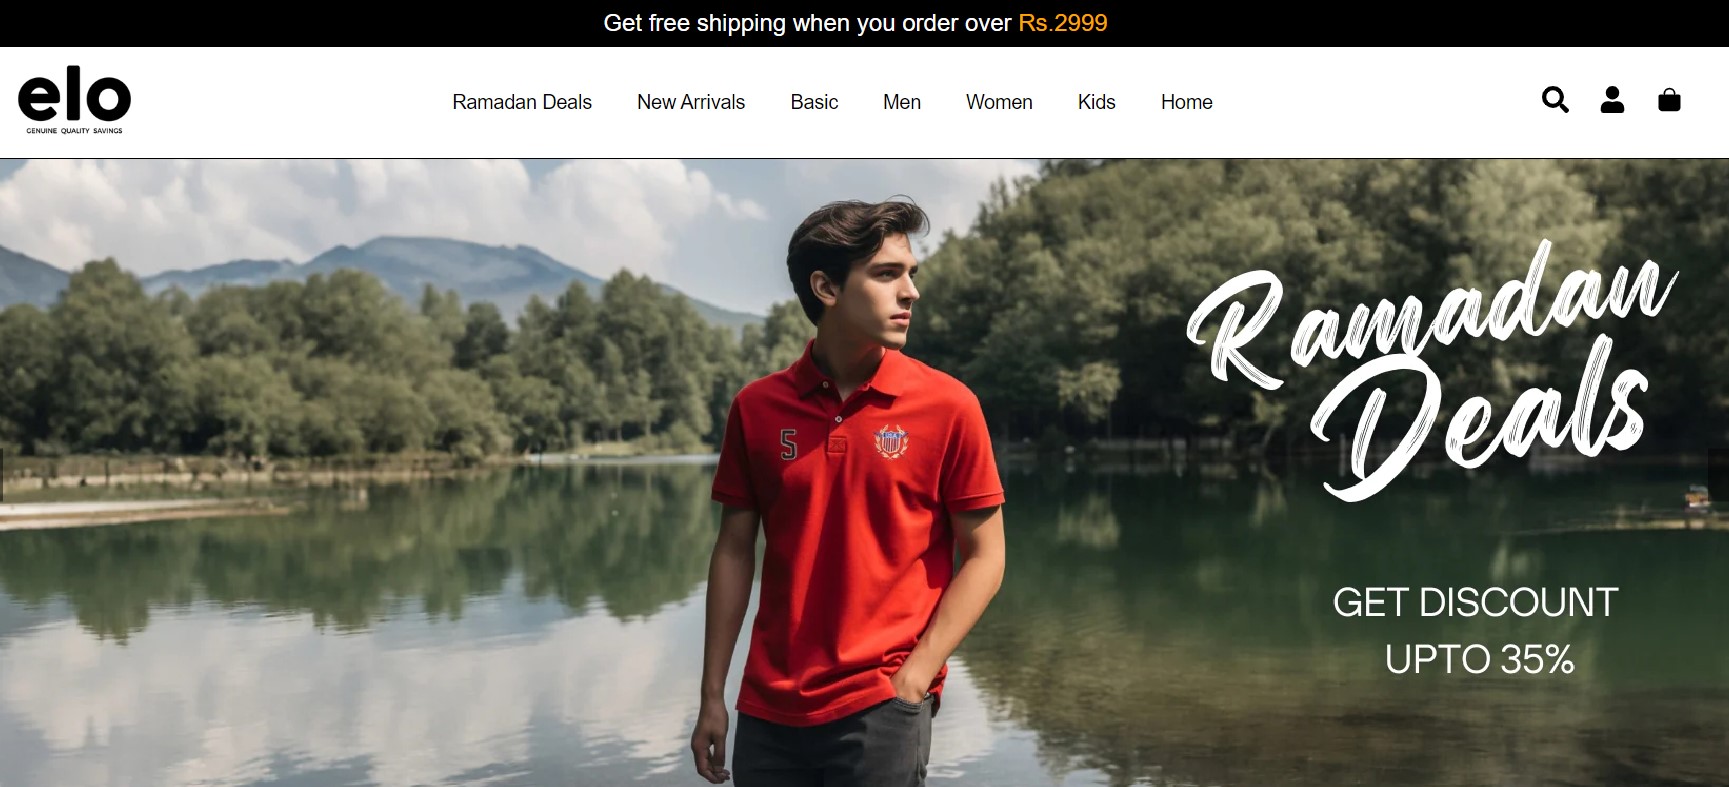 Get free shipping when you order over Rs.2999
elo
GENUINE QUALITY SAVINGS
Ramadan Deals
New Arrivals
Basic
Men
Women
Kids
Home
Ramadan
Deals
5
GET DISCOUNT
UPTO 35%